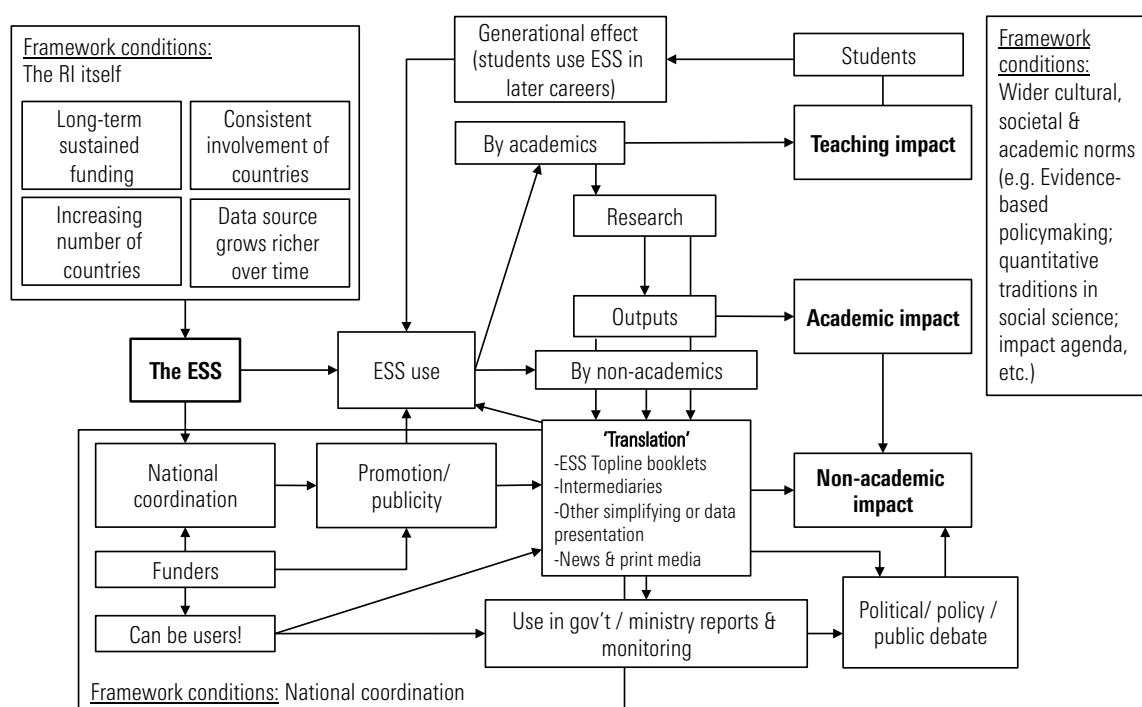 Framework conditions:
The RI itself
Long-term
sustained
funding
Consistent
involvement of
countries
Increasing
number of
countries
Data source
grows richer
over time
Generational effect
(students use ESS in
later careers)
Students
By academics
Teaching impact
Research
Outputs
Academic impact
The ESS
ESS use
By non-academics
National
coordination
Promotion/
publicity
'Translation'
-ESS Topline booklets
-Intermediaries
-Other simplifying or data
presentation
-News & print media
Non-academic
impact
Funders
Can be users!
Use in gov't / ministry reports &
monitoring
Political/ policy /
public debate
Framework conditions: National coordination
Framework
conditions:
Wider cultural,
societal &
academic norms
(e.g. Evidence-
based
policymaking;
quantitative
traditions in
social science;
impact agenda,
etc.)